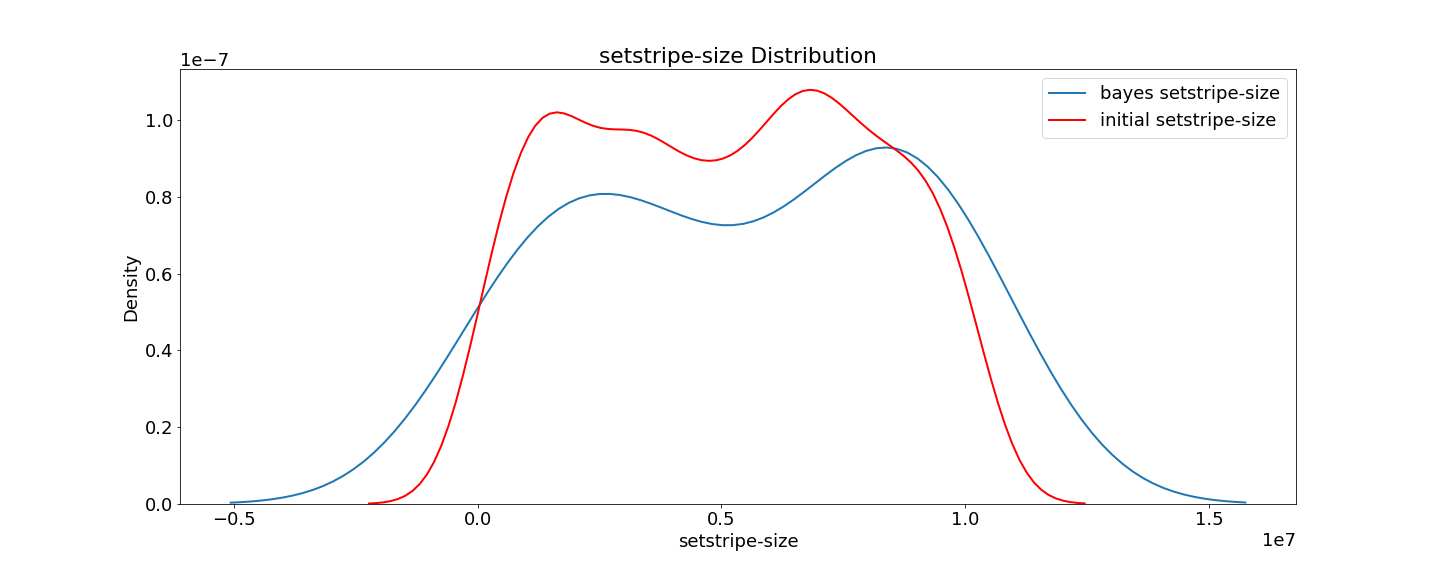 setstripe-size Distribution
1e−7
bayes setstripe-size
initial setstripe-size
Density
1.0
0.8
0.6
0.4
0.2
0.0
−0.5
0.0
0.5
1.0
1.5
setstripe-size
1e7